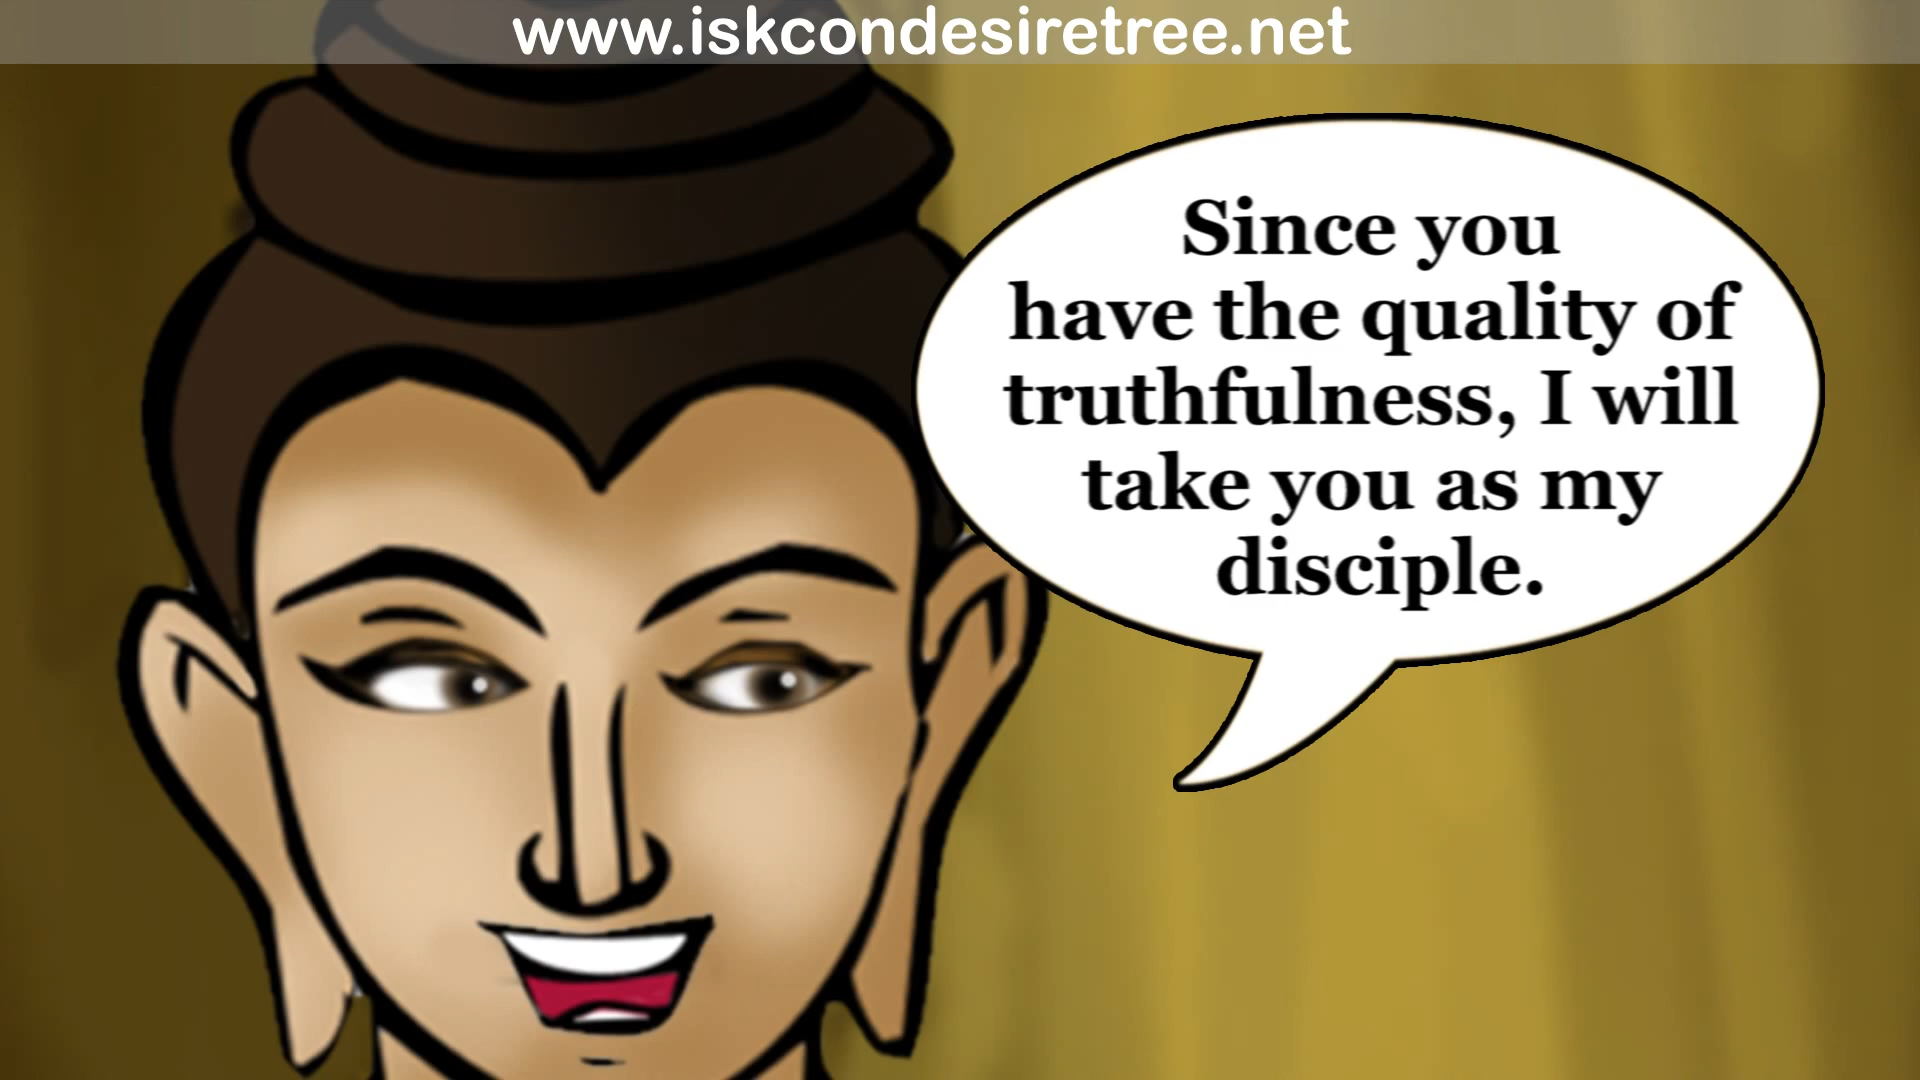 www.iskcondesiretree.net
Since you
have the quality of
truthfulness, I will
take you as my
disciple.